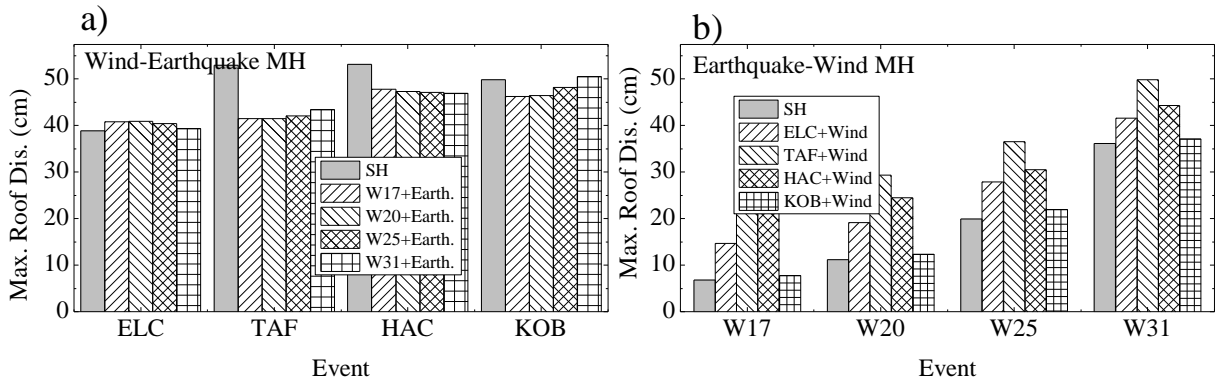 a)
Wind-Earthquake MH
Max. Roof Dis. (cm)
50
40
30
20
10
0
SH
W17+Earth.
W20+Earth.
W25+Earth.
W31+Earth.
ELC TAF HAC KOB
Event
b)
Earthquake-Wind MH
Max. Roof Dis. (cm)
50
40
30
20
10
0
SH
ELC+Wind
TAF+Wind
HAC+Wind
KOB+Wind
W17 W20 W25 W31
Event